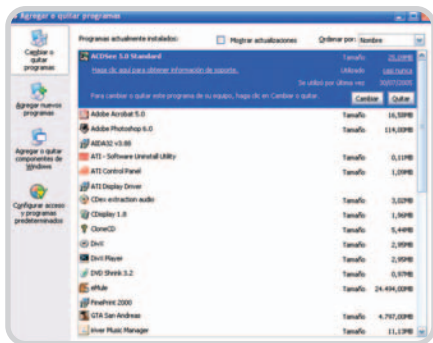 Agregar o quitar programas
Cambiar o
quitar
programas
Agregar nuevos
programas
Agregar o quitar
componentes de
Windows
Configurar acceso
y programas
predeterminados
Programas actualmente instalados:
Mostrar actualizaciones
Ordenar por: Nombre
ACDSee 5.0 Standard Tamaño
Haga clic aquí para obtener información de soporte. Utilizado casi nunca
Se utilizó por última vez 30/07/2005
Para cambiar o quitar este programa de su equipo, haga clic en Cambiar o quitar. Cambiar Quitar
Adobe Acrobat 5.0 Tamaño 16,58MB
Adobe Photoshop 6.0 Tamaño 114,00MB
AIDA32 v3.88
ATI - Software Uninstall Utility Tamaño 0,11MB
ATI Control Panel Tamaño 1,09MB
ATI Display Driver
CDex extraction audio Tamaño 3,02MB
CDisplay 1.8 Tamaño 1,96MB
CloneCD Tamaño 5,44MB
DivX Tamaño 2,95MB
DivX Player Tamaño 2,95MB
DVD Shrink 3.2 Tamaño 0,97MB
eMule Tamaño 24.494,00MB
FinePrint 2000
GTA San Andreas Tamaño 4.797,00MB
iriver Music Manager Tamaño 11,13MB